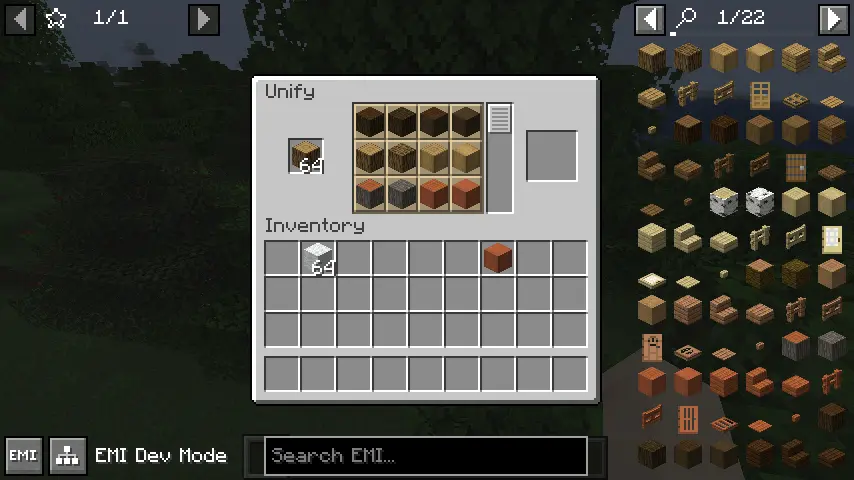 1/1
1/22
Unify
64
Inventory
64
EMI
EMI Dev Mode
Search EMI...